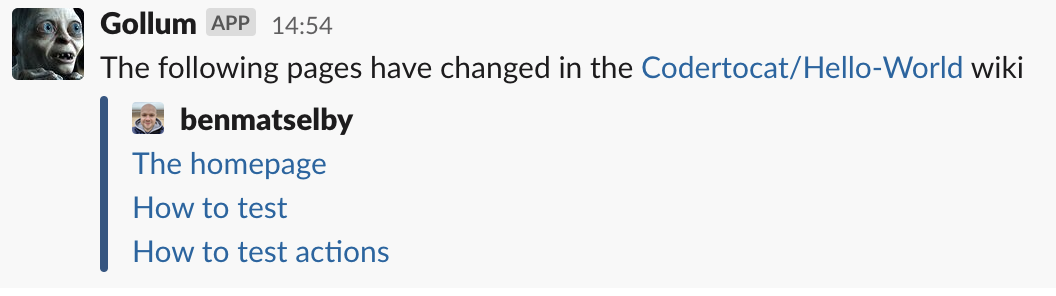 Gollum APP 14:54
The following pages have changed in the Codertocat/Hello-World wiki
benmatselby
The homepage
How to test
How to test actions